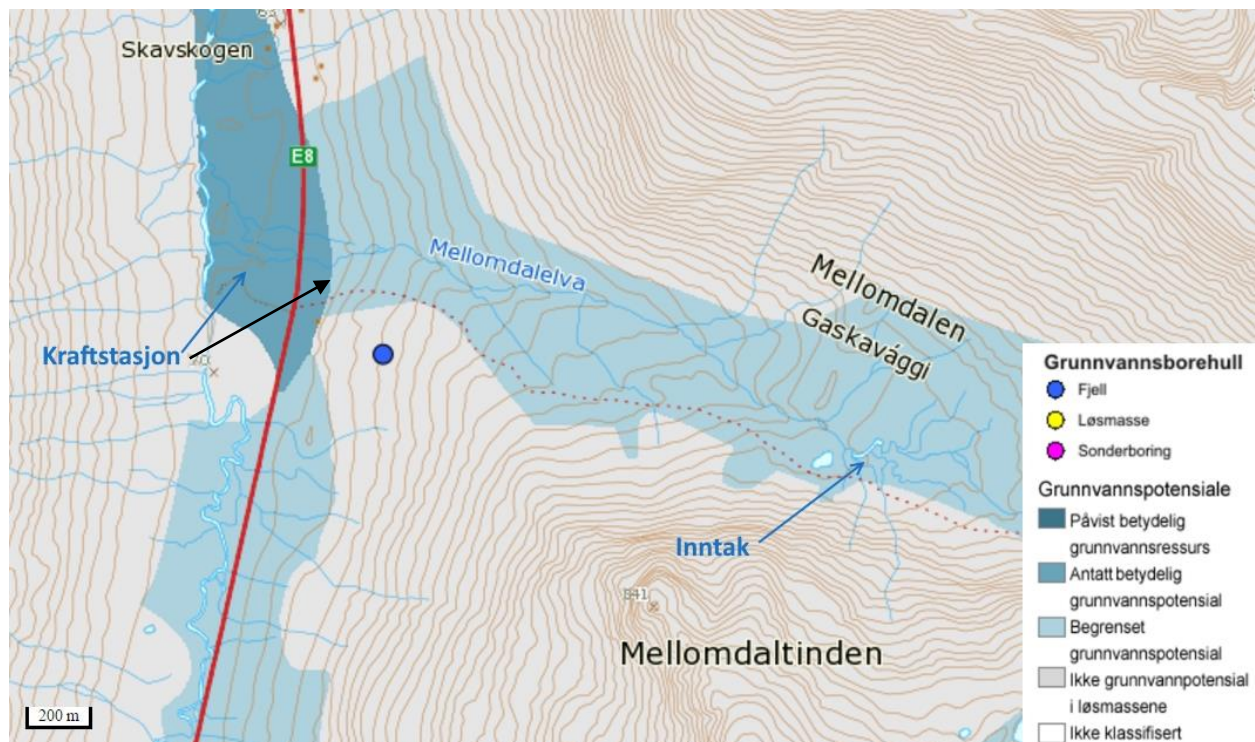 Skavskogen
E8
Mellomdalelva
Mellomdalen
Gaskavággi
Kraftstasjon
Inntak
841
Mellomdaltinden
200 m
Grunnvannsborehull
Fjell
Løsmasse
Sonderboring
Grunnvannspotensiale
Påvist betydelig
grunnvannsressurs
Antatt betydelig
grunnvannspotensial
Begrenset
grunnvannspotensial
Ikke grunnvannpotensial
i løsmassene
Ikke klassifisert